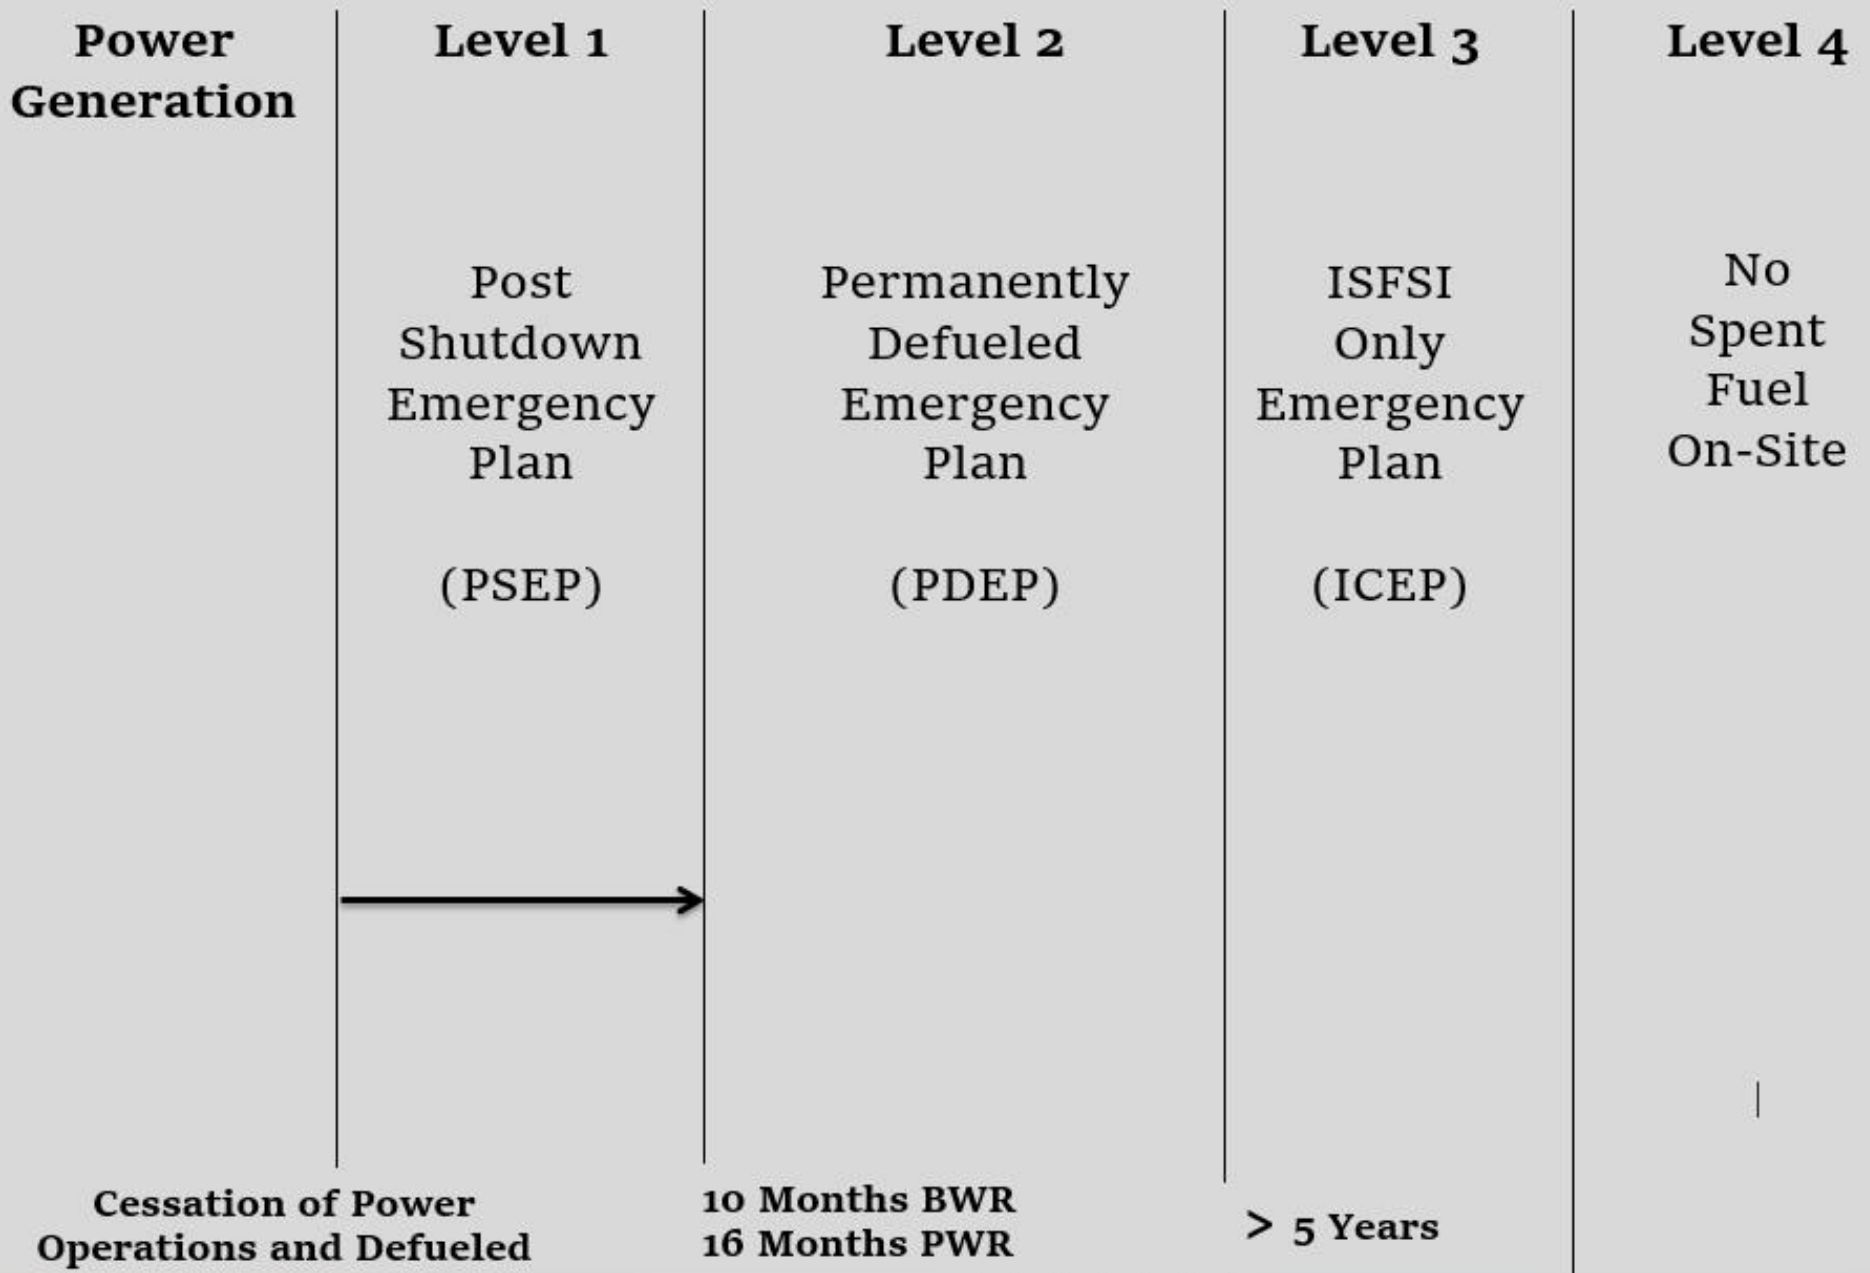 Power
Generation
Level 1
Level 2
Level 3
Level 4
Post
Shutdown
Emergency
Plan
(PSEP)
Permanently
Defueled
Emergency
Plan
(PDEP)
ISFSI
Only
Emergency
Plan
(ICEP)
No
Spent
Fuel
On-Site
Cessation of Power
Operations and Defueled
10 Months BWR
16 Months PWR
> 5 Years